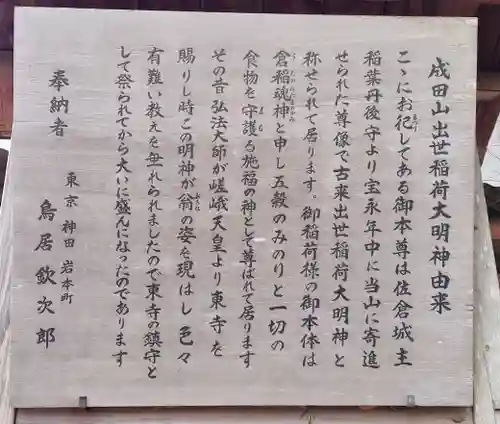 成田山出世稲荷大明神由来
こゝにお祀してある御本尊は佐倉城主
稲葉丹後守より宝永年中に当山に寄進
せられた尊像で古来出世稲荷大明神と
称せられて居ります。御稲荷様の御本体は
倉稲魂神と申し五穀のみのりと一切の
食物を守護る施福の神として尊ばれて居ります
その昔弘法大師が嵯峨天皇より東寺を
賜りし時この明神が翁の姿を現はし色々
有難い教えを垂れられましたので東寺の鎮守と
して祭られてから大いに盛んになったのであります
奉納者 東京 神田 岩本町
鳥居欽次郎